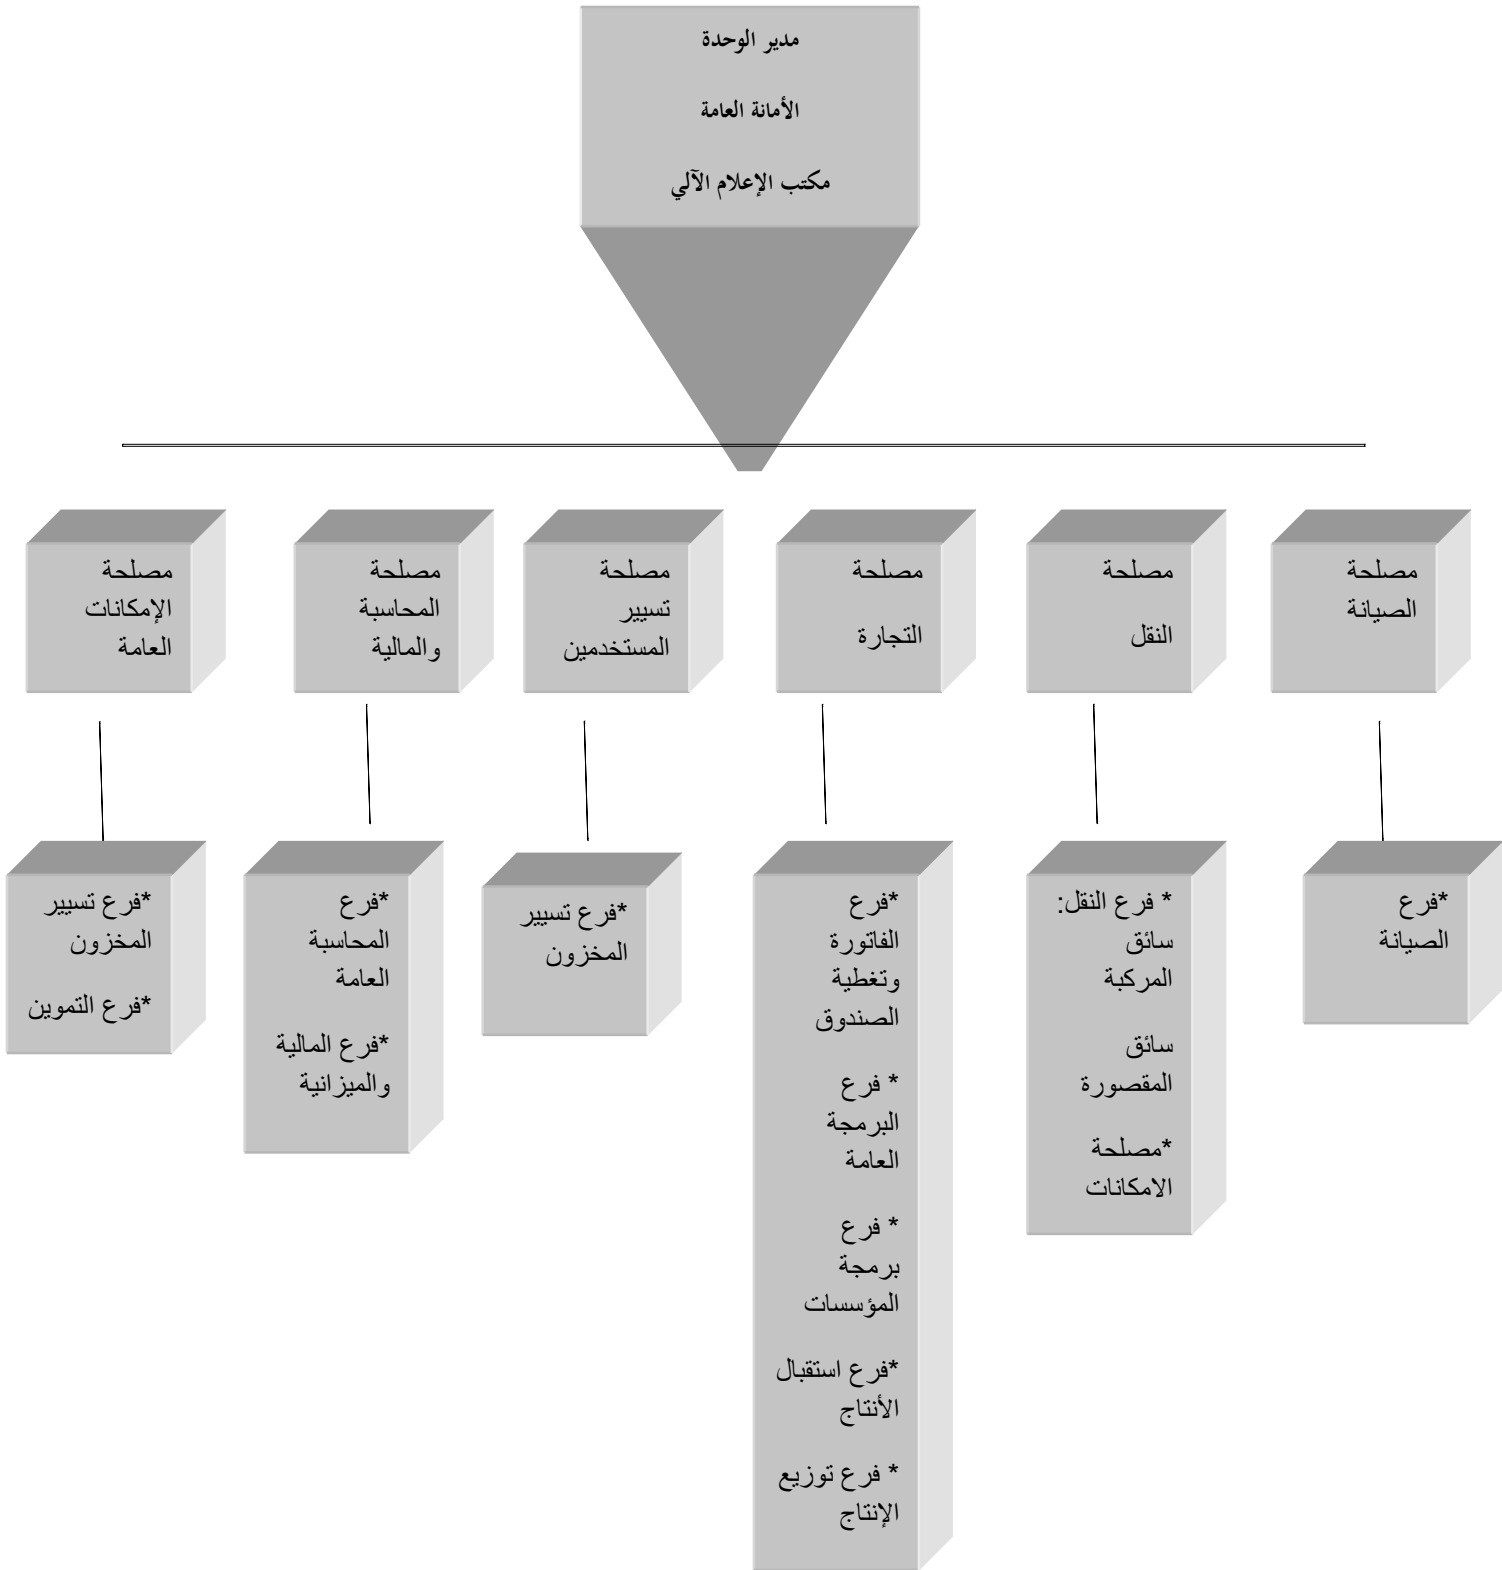 مدير الوحدة
الأمانة العامة
مكتب الإعلام الآلي
مصلحة
الصيانة
مصلحة
النقل
مصلحة
التجارة
مصلحة
تسيير
المستخدمين
مصلحة
المحاسبة
والمالية
مصلحة
الإمكانات
العامة
*فرع
الصيانة
* فرع النقل:
سائق
المركبة
سائق
المقصورة
*مصلحة
الامكانات
*فرع
الفاتورة
وتغطية
الصندوق
* فرع
البرمجة
العامة
* فرع
برمجة
المؤسسات
*فرع استقبال
الأنتاج
* فرع توزيع
الإنتاج
*فرع تسيير
المخزون
*فرع
المحاسبة
العامة
*فرع المالية
والميزانية
*فرع تسيير
المخزون
*فرع التموين